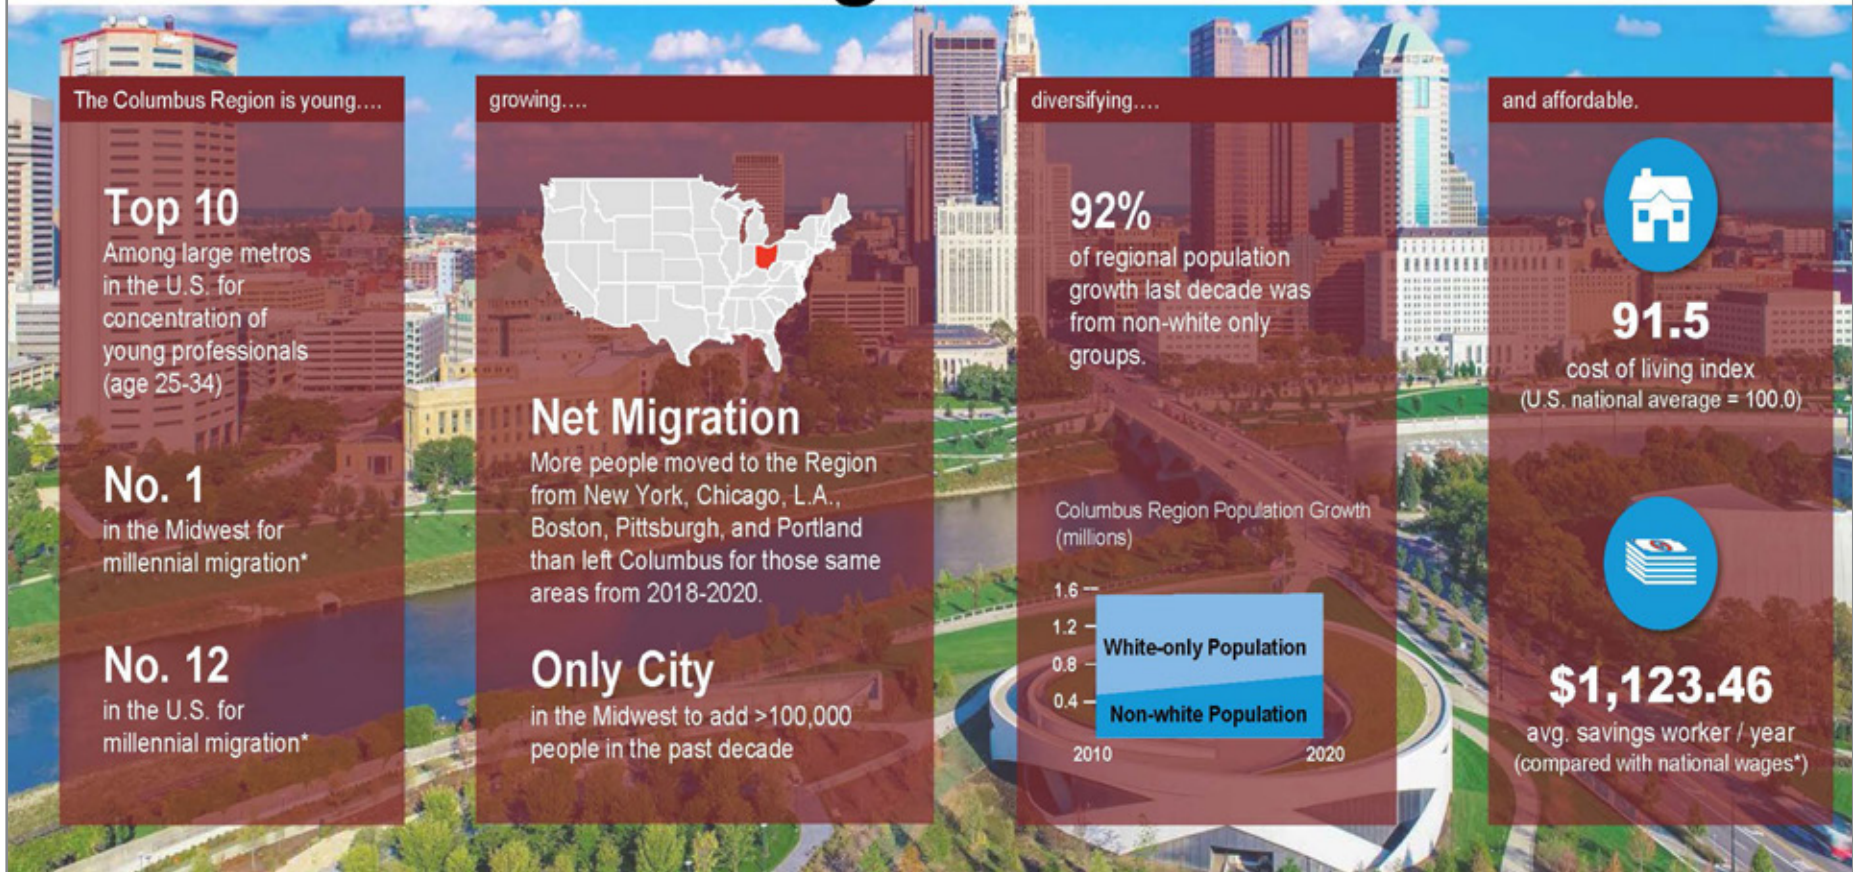 The Columbus Region is young....
Top 10
Among large metros
in the U.S. for
concentration of
young professionals
(age 25-34)
No. 1
in the Midwest for
millennial migration*
No. 12
in the U.S. for
millennial migration*
growing....
Net Migration
More people moved to the Region
from New York, Chicago, L.A.,
Boston, Pittsburgh, and Portland
than left Columbus for those same
areas from 2018-2020.
Only City
in the Midwest to add >100,000
people in the past decade
diversifying....
92%
of regional population
growth last decade was
from non-white only
groups.
Columbus Region Population Growth
(millions)
1.6
1.2
White-only Population
0.8
0.4
Non-white Population
2010 2020
and affordable.
91.5
cost of living index
(U.S. national average = 100.0)
$1,123.46
avg. savings worker / year
(compared with national wages*)